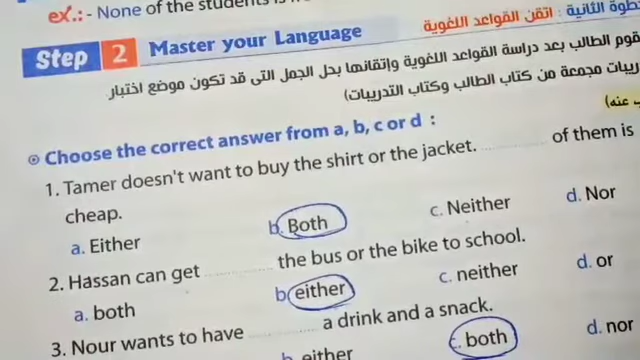 ex.: - None of the students is
الخطوة الثانية : اتقن القواعد اللغوية
Step 2 Master your Language
يقوم الطالب بعد دراسة القواعد اللغوية وإتقانها بحل الجمل التى قد تكون موضع اختبار
مجمعة من كتاب الطالب وكتاب التدريبات)
عنه)
Choose the correct answer from a, b, c or d :
1. Tamer doesn't want to buy the shirt or the jacket. ............ of them is
cheap.
a. Either b. Both c. Neither d. Nor
2. Hassan can get ............ the bus or the bike to school.
a. both b. either c. neither d. or
3. Nour wants to have ............ a drink and a snack.
b. either c. both d. nor